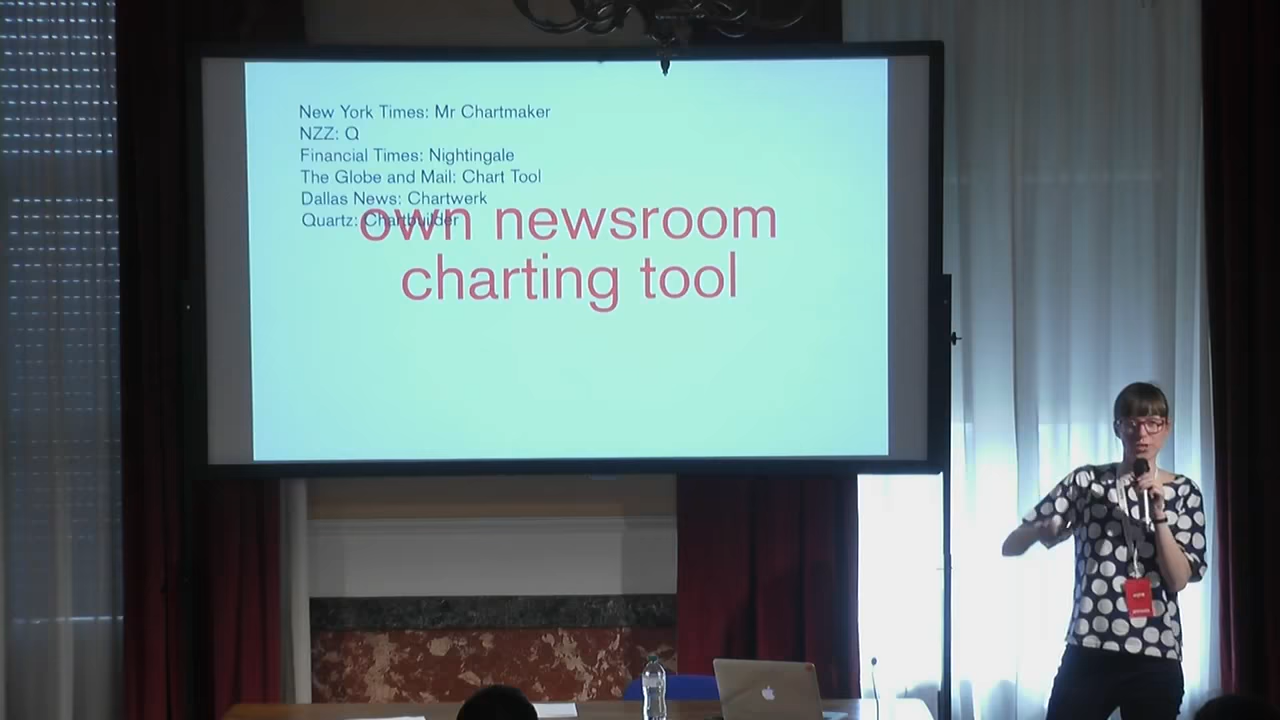 New York Times: Mr Chartmaker
NZZ: Q
Financial Times: Nightingale
The Globe and Mail: Chart Tool
Dallas News: Chartwerk
Quartz: Chartbuilder
own newsroom
charting tool